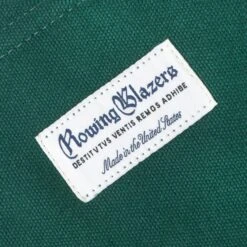 Rowing Blazers
DESTITVTVS VENTIS REMOS ADHIBE
Made in the United States